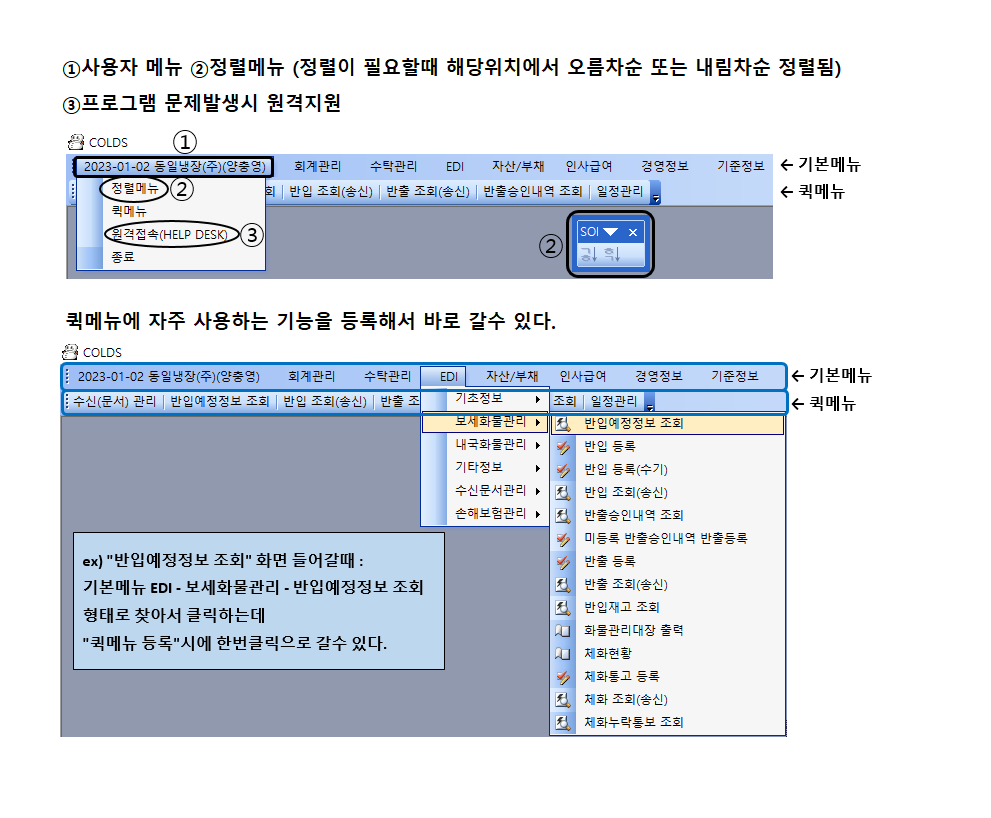 ①사용자 메뉴 ②정렬메뉴 (정렬이 필요할때 해당위치에서 오름차순 또는 내림차순 정렬됨)
③프로그램 문제발생시 원격지원
COLDS
①
2023-01-02 동일냉장(주)(양충영) 회계관리 수탁관리 EDI 자산/부채 인사급여 경영정보 기준정보 ← 기본메뉴
정렬메뉴 ② 회 반입 조회(송신) 반출 조회(송신) 반출승인내역 조회 일정관리 ← 퀵메뉴
퀵메뉴
원격접속(HELP DESK) ③
종료
② SOI ▼ ×
긍↓ 흑↓
퀵메뉴에 자주 사용하는 기능을 등록해서 바로 갈수 있다.
COLDS
2023-01-02 동일냉장(주)(양충영) 회계관리 수탁관리 EDI 자산/부채 인사급여 경영정보 기준정보 ← 기본메뉴
수신(문서) 관리 반입예정정보 조회 반입 조회(송신) 반출 조 조회 일정관리 ← 퀵메뉴
기초정보
보세화물관리
내국화물관리
기타정보
수신문서관리
손해보험관리
반입예정정보 조회
반입 등록
반입 등록(수기)
반입 조회(송신)
반출승인내역 조회
미등록 반출승인내역 반출등록
반출 등록
반출 조회(송신)
반입재고 조회
화물관리대장 출력
체화현황
체화통고 등록
체화 조회(송신)
체화누락통보 조회
ex) "반입예정정보 조회" 화면 들어갈때 :
기본메뉴 EDI - 보세화물관리 - 반입예정정보 조회
형태로 찾아서 클릭하는데
"퀵메뉴 등록"시에 한번클릭으로 갈수 있다.